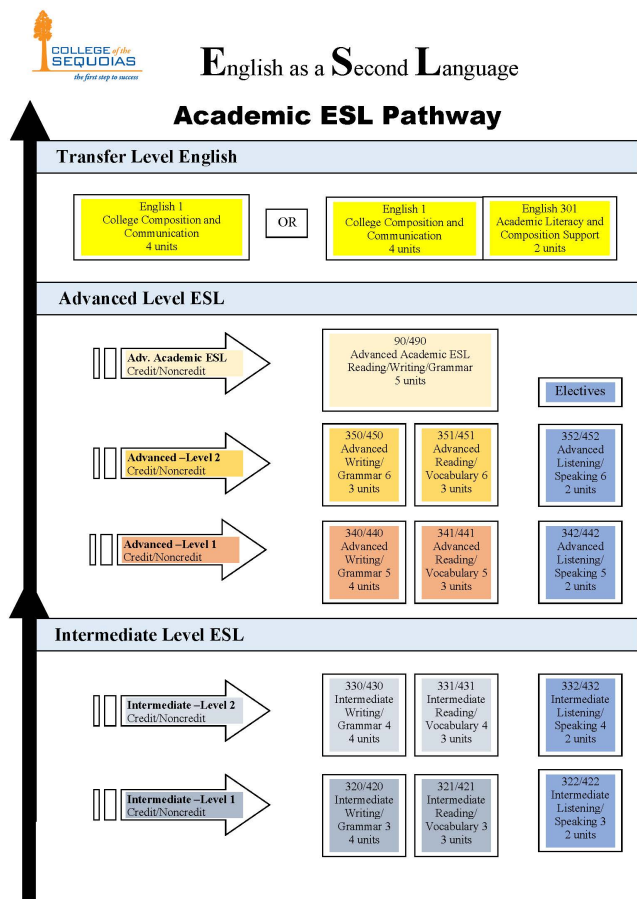 COLLEGE of the
SEQUOIAS
the first step to success
English as a Second Language
Academic ESL Pathway
Transfer Level English
English 1
College Composition and
Communication
4 units
OR
English 1
College Composition and
Communication
4 units
English 301
Academic Literacy and
Composition Support
2 units
Advanced Level ESL
Adv. Academic ESL
Credit/Noncredit
90/490
Advanced Academic ESL
Reading/Writing/Grammar
5 units
Electives
Advanced –Level 2
Credit/Noncredit
350/450
Advanced
Writing/
Grammar 6
3 units
351/451
Advanced
Reading/
Vocabulary 6
3 units
352/452
Advanced
Listening/
Speaking 6
2 units
Advanced –Level 1
Credit/Noncredit
340/440
Advanced
Writing/
Grammar 5
4 units
341/441
Advanced
Reading/
Vocabulary 5
3 units
342/442
Advanced
Listening/
Speaking 5
2 units
Intermediate Level ESL
Intermediate –Level 2
Credit/Noncredit
330/430
Intermediate
Writing/
Grammar 4
4 units
331/431
Intermediate
Reading/
Vocabulary 4
3 units
332/432
Intermediate
Listening/
Speaking 4
2 units
Intermediate –Level 1
Credit/Noncredit
320/420
Intermediate
Writing/
Grammar 3
4 units
321/421
Intermediate
Reading/
Vocabulary 3
3 units
322/422
Intermediate
Listening/
Speaking 3
2 units